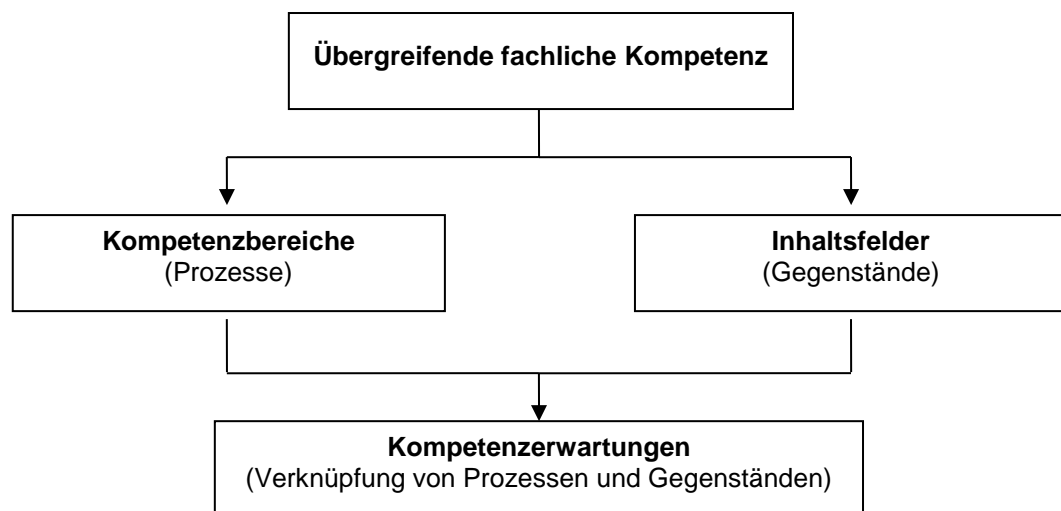 Übergreifende fachliche Kompetenz
Kompetenzbereiche
(Prozesse)
Inhaltsfelder
(Gegenstände)
Kompetenzerwartungen
(Verknüpfung von Prozessen und Gegenständen)